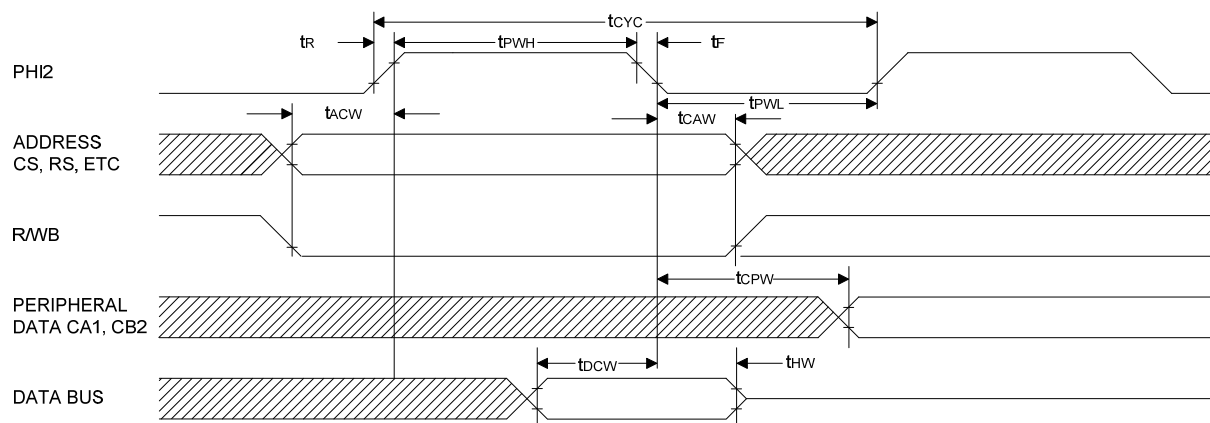 tCYC
tR tPWH tF
PHI2
tPWL
tACW tCAW
ADDRESS
CS, RS, ETC
R/WB
tCPW
PERIPHERAL
DATA CA1, CB2
tDCW tHW
DATA BUS